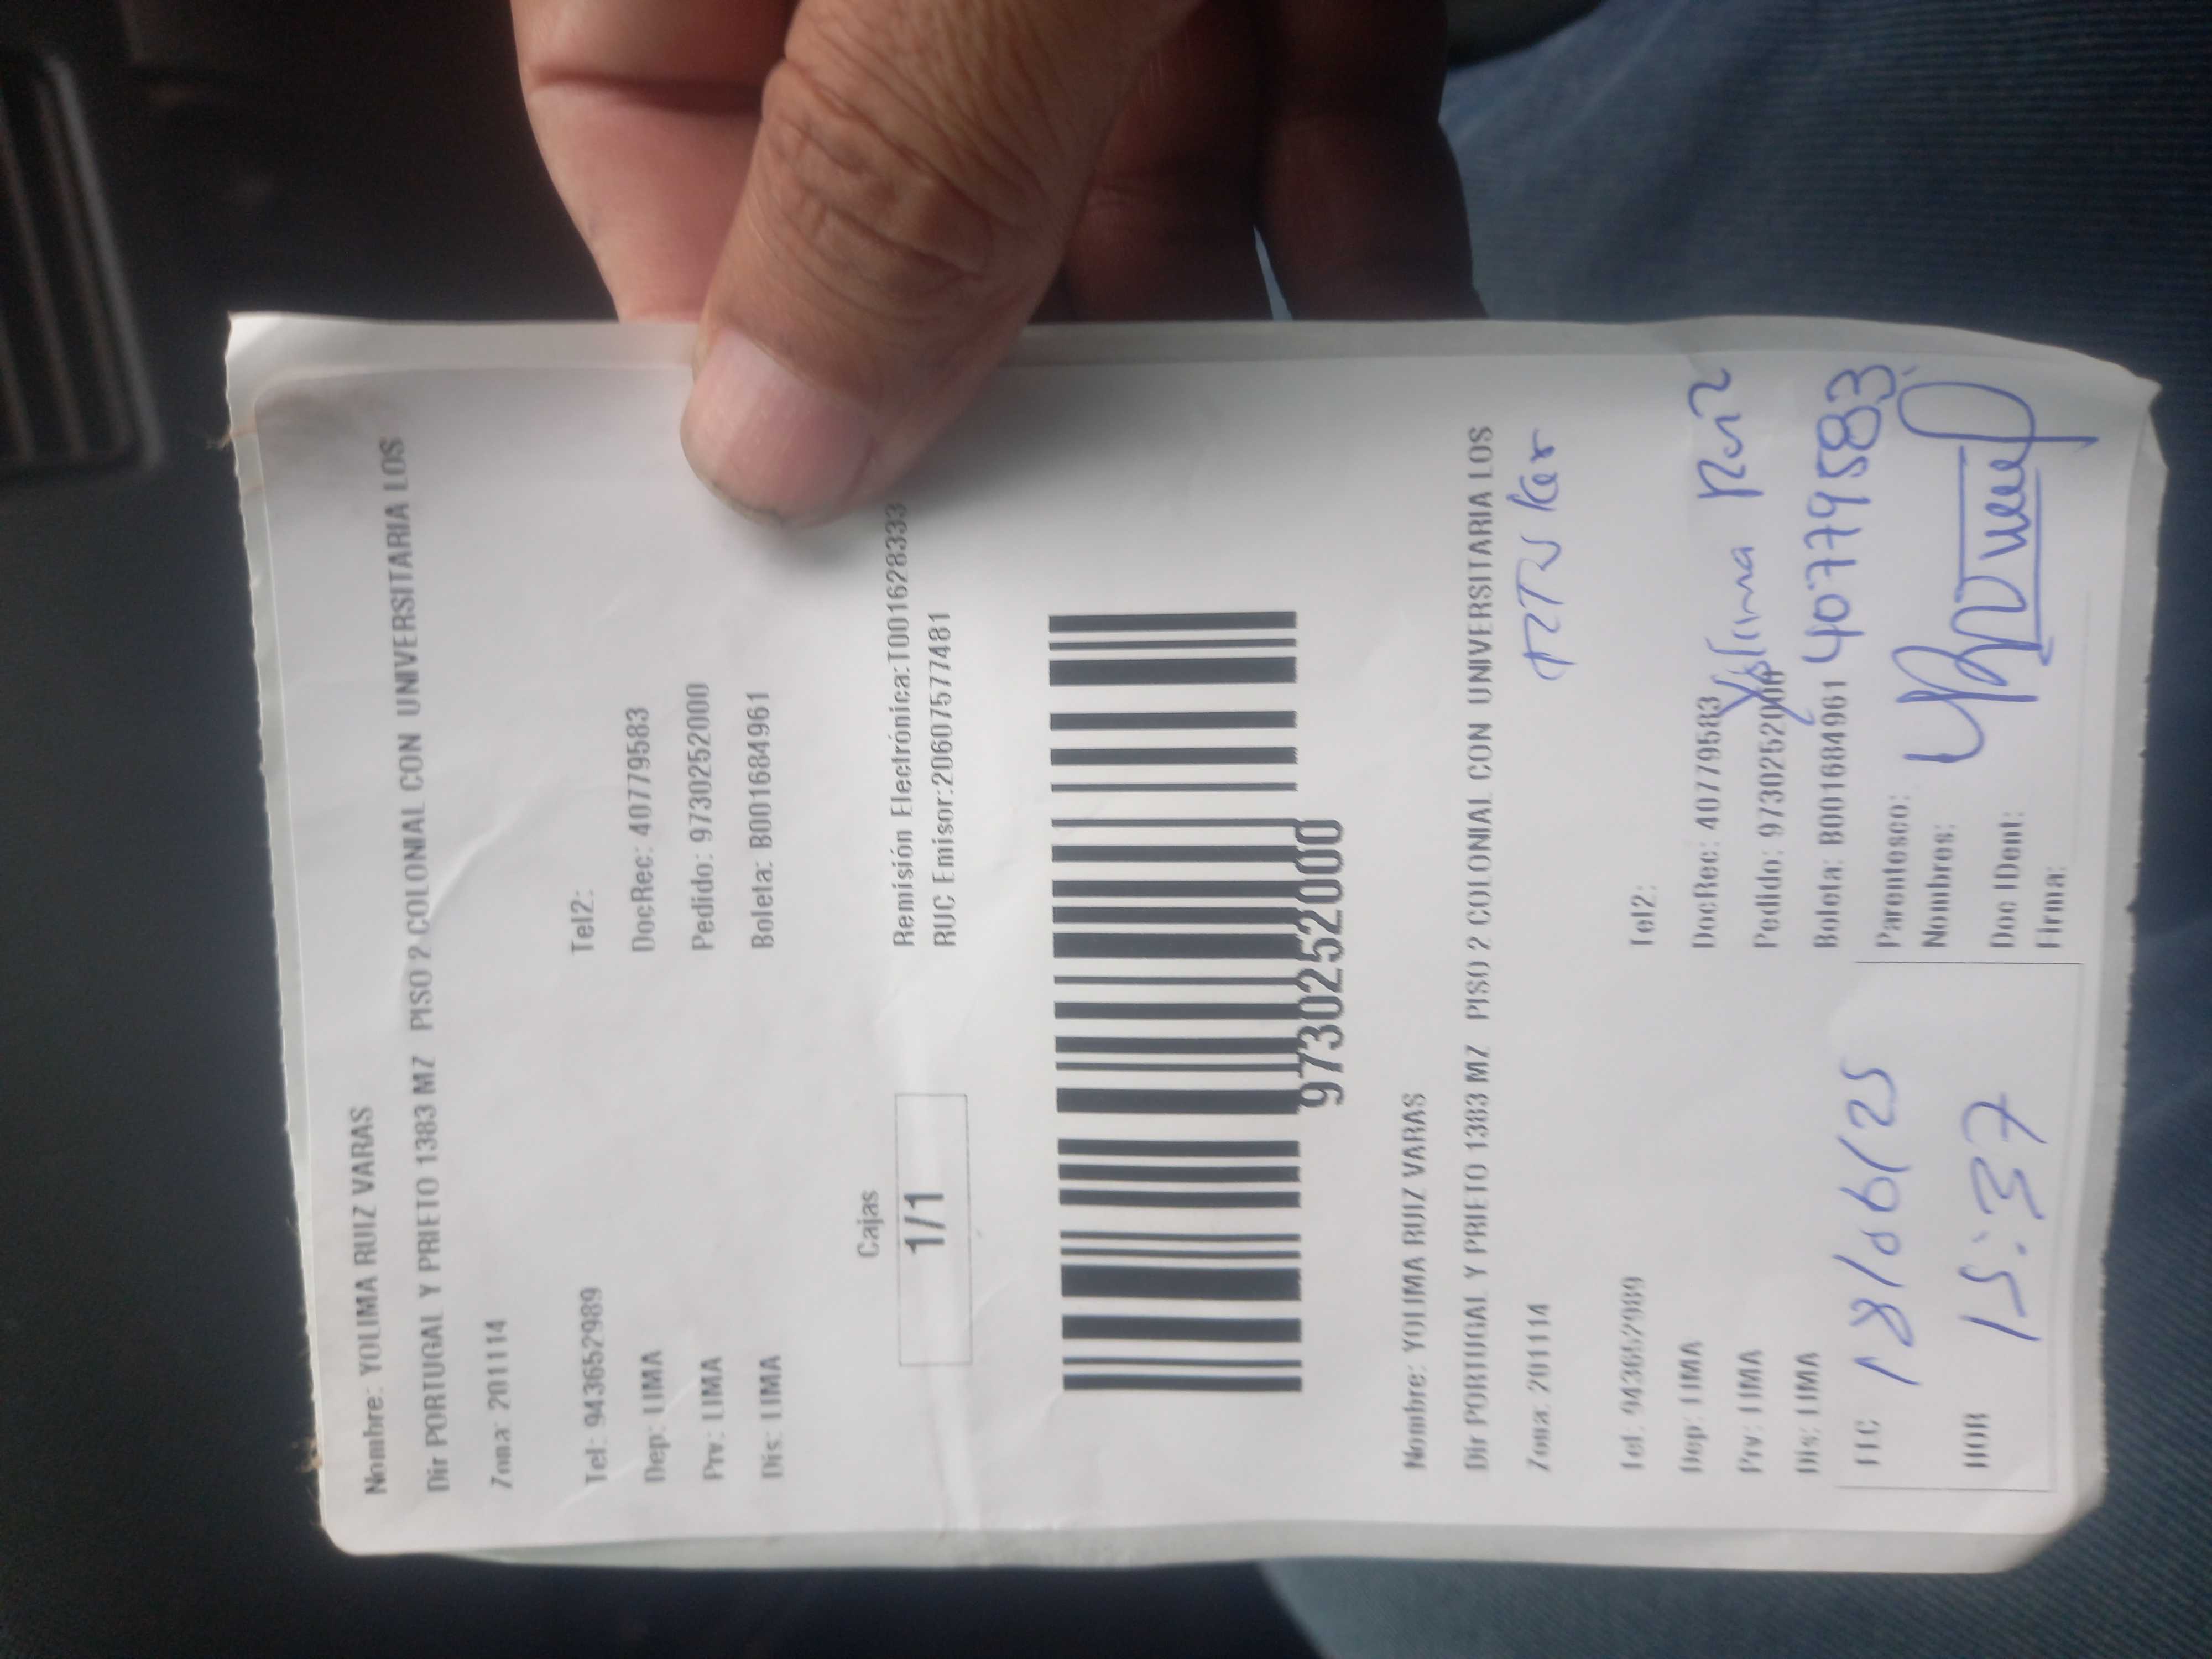 Nombre: YOLIMA RUIZ VARAS
Dir PORTUGAL Y PRIETO 1383 MZ PISO 2 COLONIAL CON UNIVERSITARIA LOS
Zona: 201114
Tel: 943652989 Tel2:
Dep: LIMA DocRec: 40779583
Prv: LIMA Pedido: 9730252000
Dis: LIMA Boleta: B001684961
Cajas
1/1
Remisión Electrónica:T001628333
RUC Emisor:20607577481
9730252000
Nombre: YOLIMA RUIZ VARAS
Dir PORTUGAL Y PRIETO 1383 MZ PISO 2 COLONIAL CON UNIVERSITARIA LOS
Zona: 201114
Tel: 943652989 Tel2:
Dep: LIMA DocRec: 40779583
Prv: LIMA Pedido: 9730252000 Yolima Ruiz
Dis: LIMA Boleta: B001684961 40779583
FEC 18/06/25 Parentesco:
Nombres:
HOR 15:37 Doc IDent:
Firma: